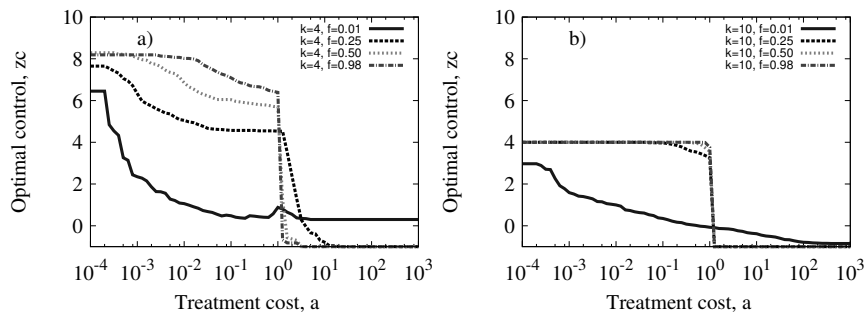 a)
k=4, f=0.01
k=4, f=0.25
k=4, f=0.50
k=4, f=0.98
Optimal control, zc
10
8
6
4
2
0
10^-4 10^-3 10^-2 10^-1 10^0 10^1 10^2 10^3
Treatment cost, a
b)
k=10, f=0.01
k=10, f=0.25
k=10, f=0.50
k=10, f=0.98
Optimal control, zc
10
8
6
4
2
0
10^-4 10^-3 10^-2 10^-1 10^0 10^1 10^2 10^3
Treatment cost, a